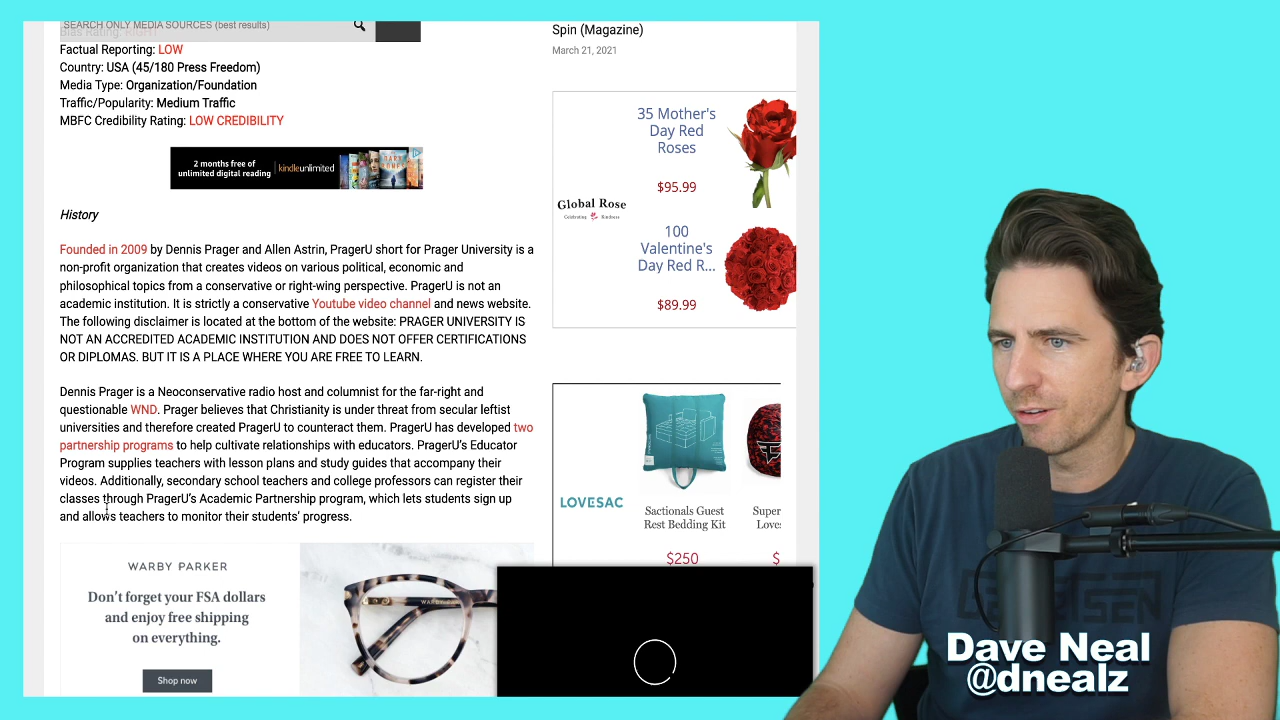 SEARCH ONLY MEDIA SOURCES (best results)
Bias Rating: RIGHT
Factual Reporting: LOW
Country: USA (45/180 Press Freedom)
Media Type: Organization/Foundation
Traffic/Popularity: Medium Traffic
MBFC Credibility Rating: LOW CREDIBILITY
2 months free of
unlimited digital reading
kindleunlimited
History
Founded in 2009 by Dennis Prager and Allen Astrin, PragerU short for Prager University is a
non-profit organization that creates videos on various political, economic and
philosophical topics from a conservative or right-wing perspective. PragerU is not an
academic institution. It is strictly a conservative Youtube video channel and news website.
The following disclaimer is located at the bottom of the website: PRAGER UNIVERSITY IS
NOT AN ACCREDITED ACADEMIC INSTITUTION AND DOES NOT OFFER CERTIFICATIONS
OR DIPLOMAS. BUT IT IS A PLACE WHERE YOU ARE FREE TO LEARN.
Dennis Prager is a Neoconservative radio host and columnist for the far-right and
questionable WND. Prager believes that Christianity is under threat from secular leftist
universities and therefore created PragerU to counteract them. PragerU has developed two
partnership programs to help cultivate relationships with educators. PragerU's Educator
Program supplies teachers with lesson plans and study guides that accompany their
videos. Additionally, secondary school teachers and college professors can register their
classes through PragerU's Academic Partnership program, which lets students sign up
and allows teachers to monitor their students' progress.
WARBY PARKER
Don't forget your FSA dollars
and enjoy free shipping
on everything.
Shop now
Spin (Magazine)
March 21, 2021
35 Mother's
Day Red
Roses
$95.99
Global Rose
Celebrating Kindness
100
Valentine's
Day Red R...
$89.99
LOVESAC
Sactionals Guest
Rest Bedding Kit
$250
Super
Loves
$
Dave Neal
@dnealz